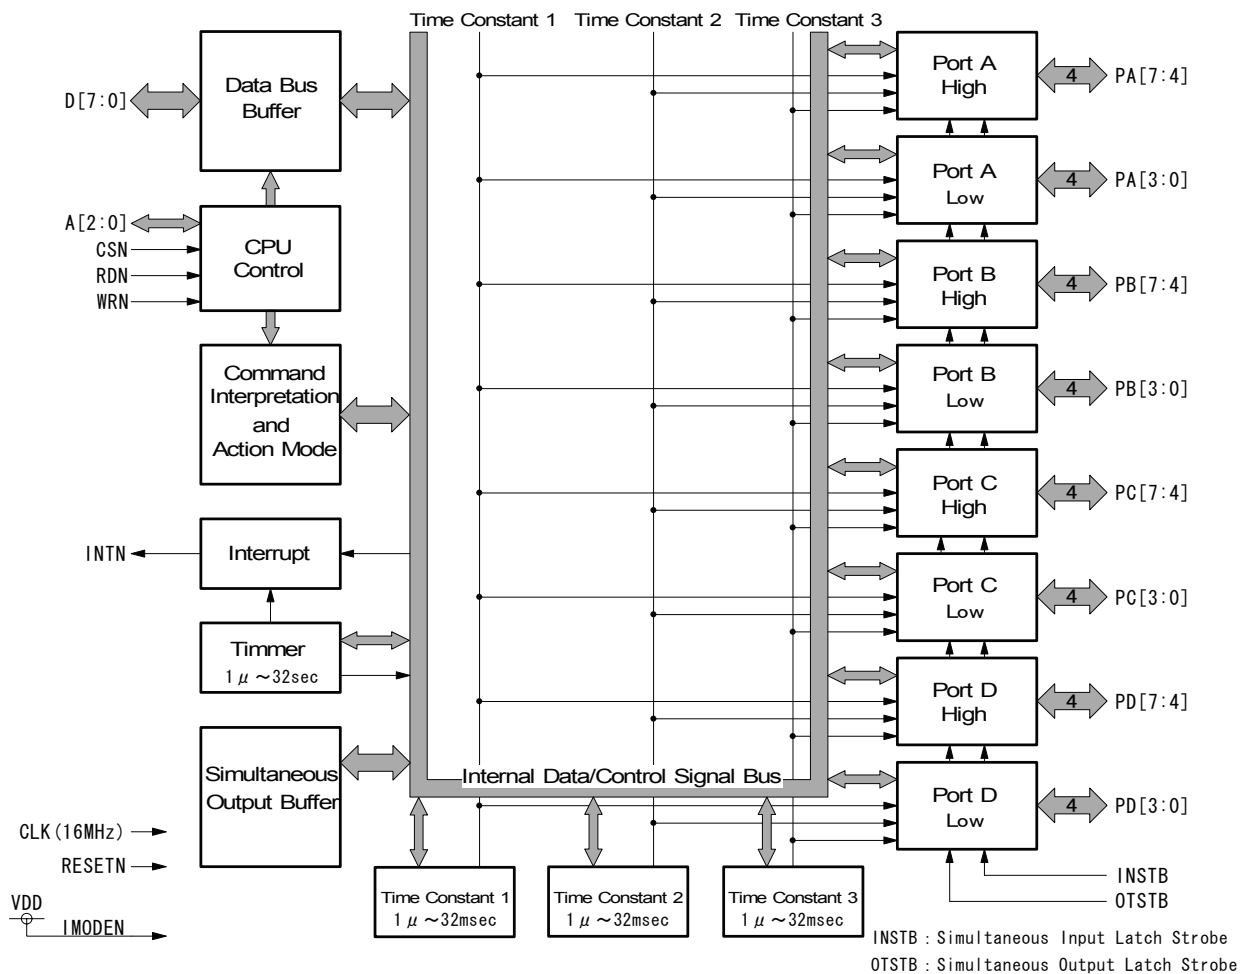 Time Constant 1 Time Constant 2 Time Constant 3
D[7:0]
Data Bus
Buffer
A[2:0]
CSN
RDN
WRN
CPU
Control
Command
Interpretation
and
Action Mode
INTN
Interrupt
Timmer
1μ~32sec
Simultaneous
Output Buffer
CLK(16MHz)
RESETN
VDD
IMODEN
Internal Data/Control Signal Bus
Time Constant 1
1μ~32msec
Time Constant 2
1μ~32msec
Time Constant 3
1μ~32msec
Port A
High
4
PA[7:4]
Port A
Low
4
PA[3:0]
Port B
High
4
PB[7:4]
Port B
Low
4
PB[3:0]
Port C
High
4
PC[7:4]
Port C
Low
4
PC[3:0]
Port D
High
4
PD[7:4]
Port D
Low
4
PD[3:0]
INSTB
OTSTB
INSTB : Simultaneous Input Latch Strobe
OTSTB : Simultaneous Output Latch Strobe